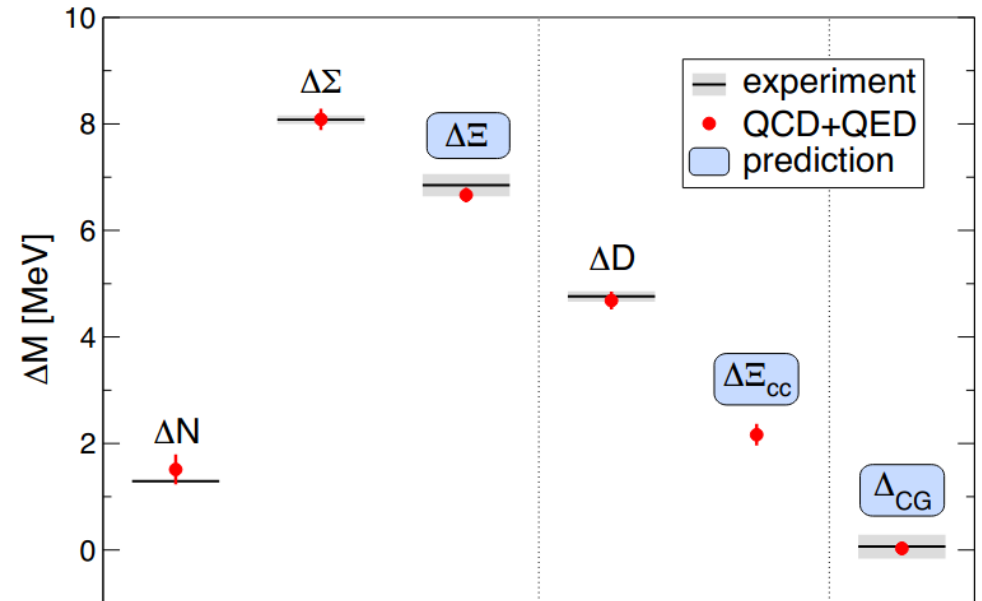 10
8
6
4
2
0
ΔM [MeV]
ΔN
ΔΣ
ΔΞ
ΔD
ΔΞcc
ΔCG
experiment
QCD+QED
prediction